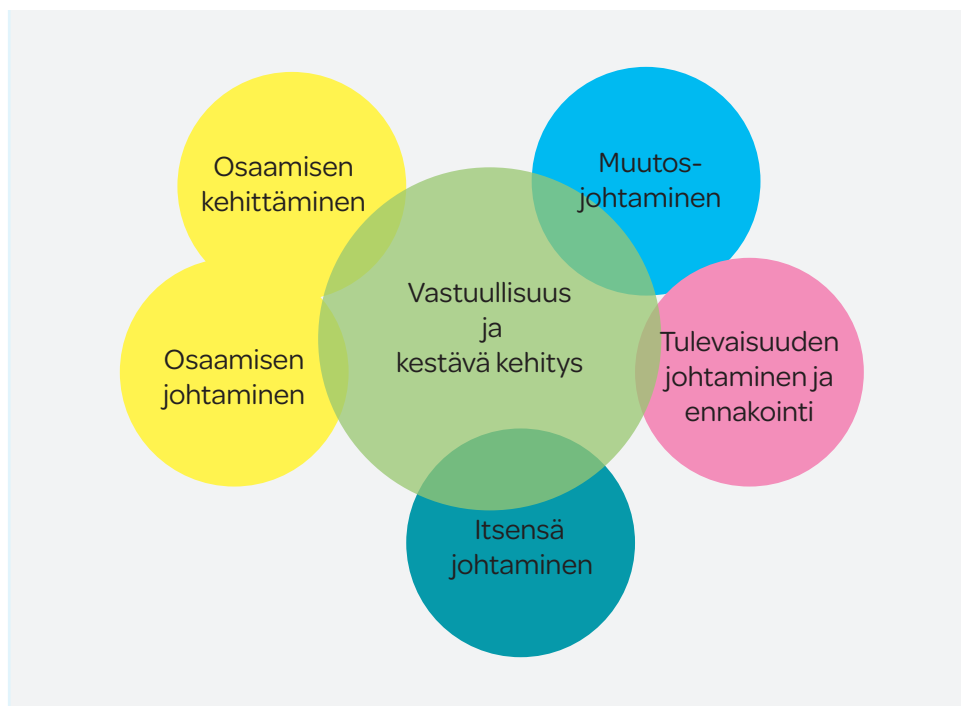 Osaamisen
kehittäminen
Muutos-
johtaminen
Vastuullisuus
ja
kestävä kehitys
Osaamisen
johtaminen
Tulevaisuuden
johtaminen ja
ennakointi
Itsensä
johtaminen